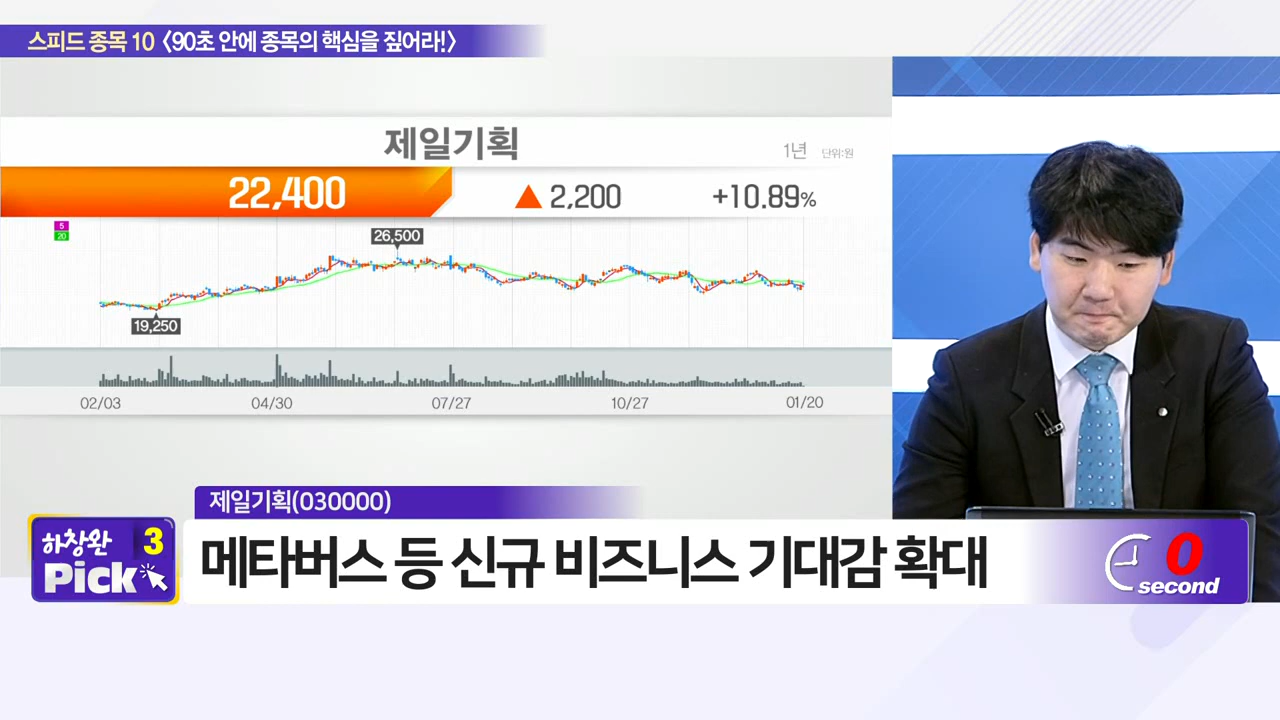 스피드 종목 10 〈90초 안에 종목의 핵심을 짚어라!〉
제일기획
1년 단위:원
22,400 ▲ 2,200 +10.89%
5
20
26,500
19,250
02/03 04/30 07/27 10/27 01/20
제일기획(030000)
하창완 3
Pick
메타버스 등 신규 비즈니스 기대감 확대
0
second